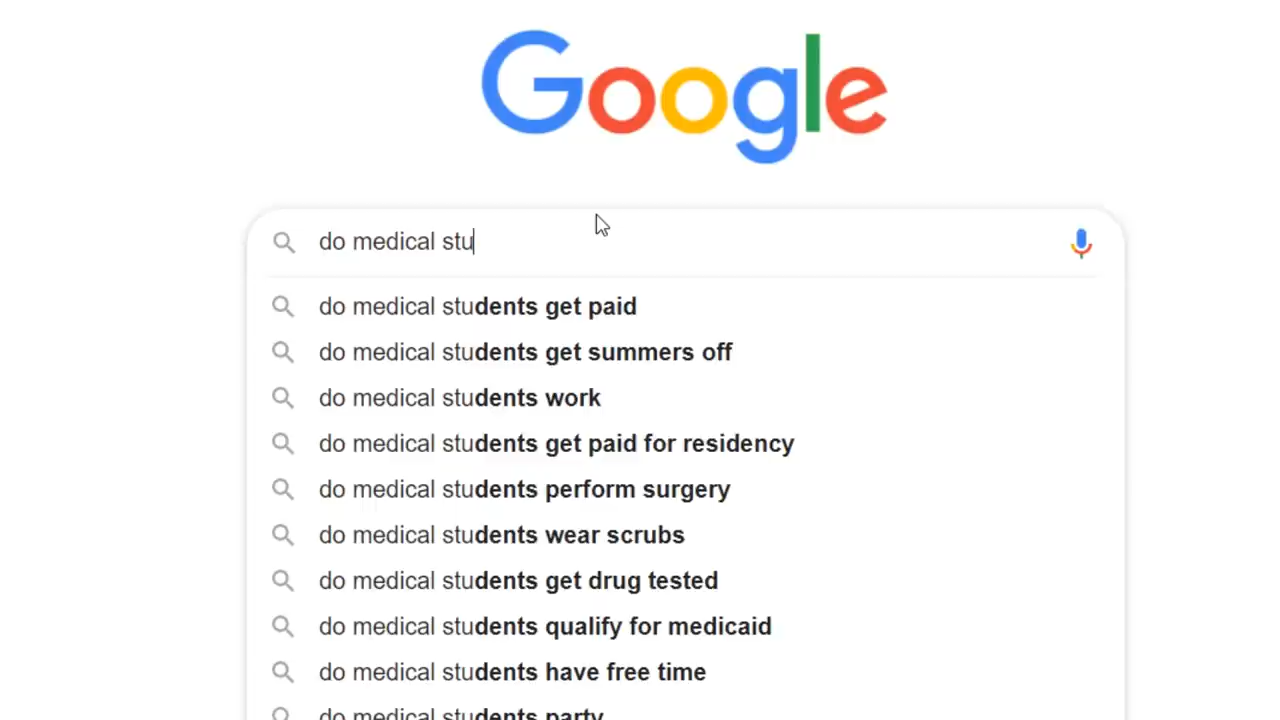 Google
do medical stu
do medical students get paid
do medical students get summers off
do medical students work
do medical students get paid for residency
do medical students perform surgery
do medical students wear scrubs
do medical students get drug tested
do medical students qualify for medicaid
do medical students have free time
do medical students party